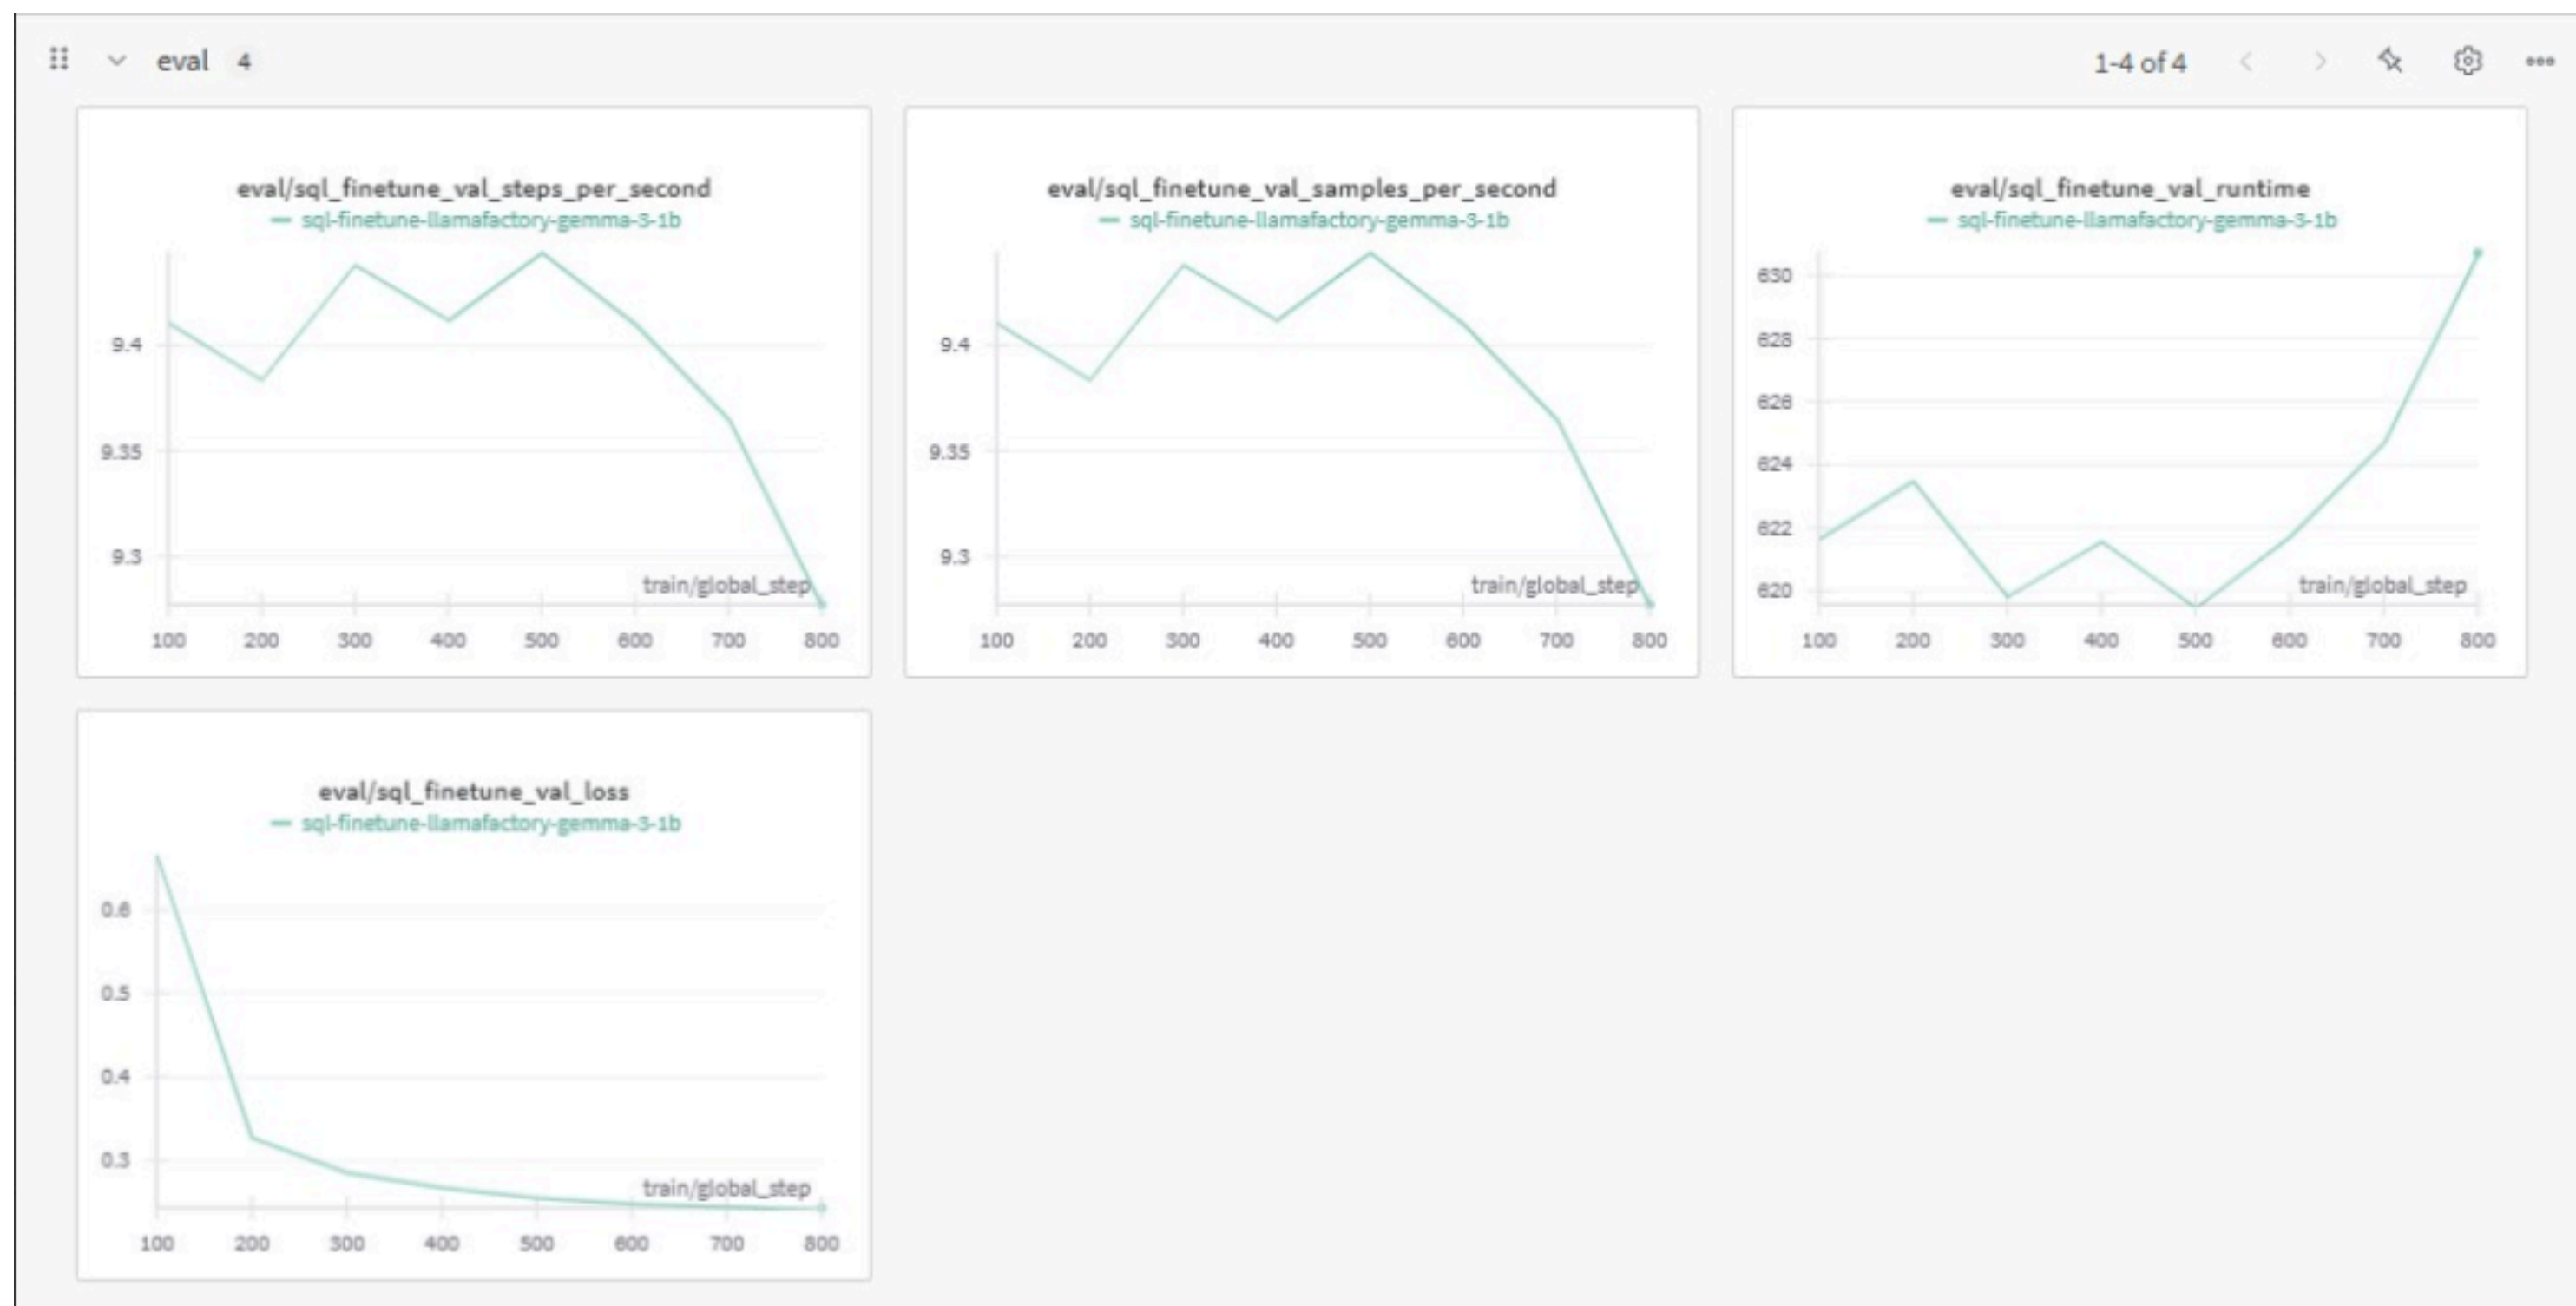 eval 4
1-4 of 4
eval/sql_finetune_val_steps_per_second
sql-finetune-llamafactory-gemma-3-1b
9.4
9.35
9.3
train/global_step
100 200 300 400 500 600 700 800
eval/sql_finetune_val_samples_per_second
sql-finetune-llamafactory-gemma-3-1b
9.4
9.35
9.3
train/global_step
100 200 300 400 500 600 700 800
eval/sql_finetune_val_runtime
sql-finetune-llamafactory-gemma-3-1b
630
628
626
624
622
620
train/global_step
100 200 300 400 500 600 700 800
eval/sql_finetune_val_loss
sql-finetune-llamafactory-gemma-3-1b
0.6
0.5
0.4
0.3
train/global_step
100 200 300 400 500 600 700 800